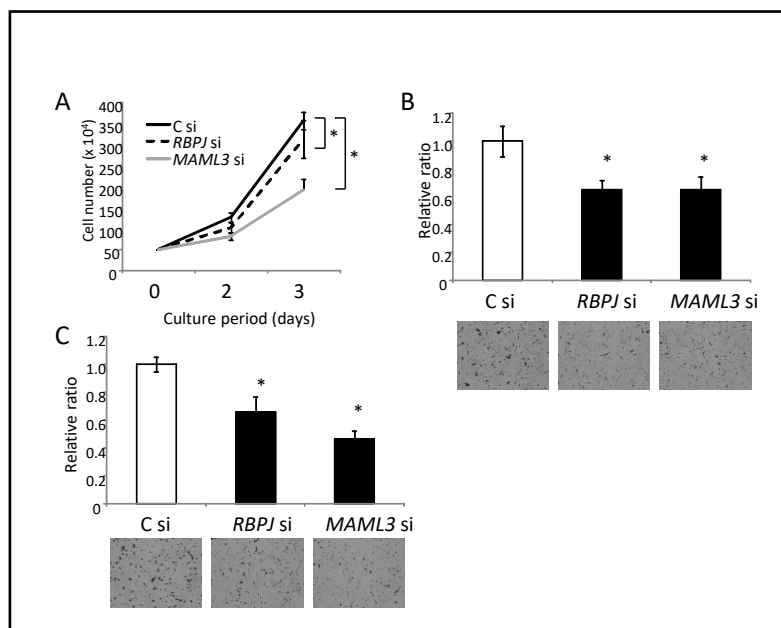 A
Cell number (x 10⁴)
400
350
300
250
200
150
100
50
0
C si
RBPJ si
MAML3 si
*
*
0 2 3
Culture period (days)
B
Relative ratio
1.2
1.0
0.8
0.6
0.4
0.2
0
* *
C si RBPJ si MAML3 si
C
Relative ratio
1.2
1.0
0.8
0.6
0.4
0.2
0
*
*
C si RBPJ si MAML3 si